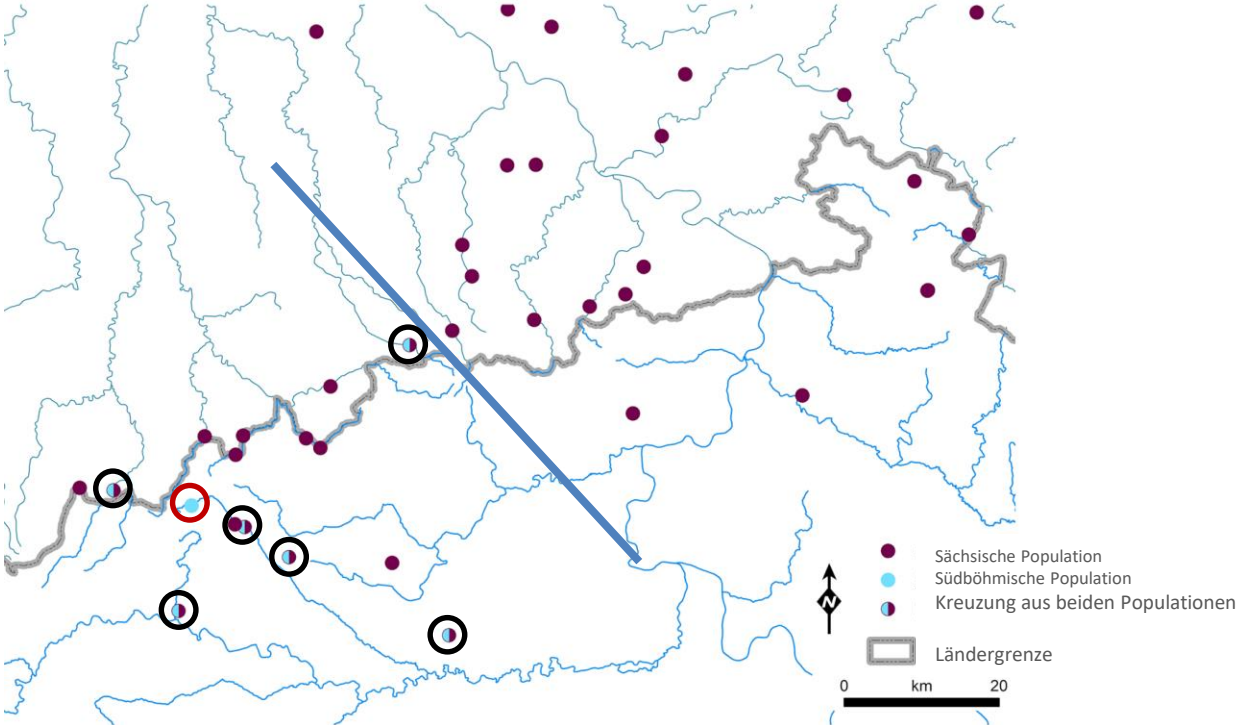 Sächsische Population
Südböhmische Population
Kreuzung aus beiden Populationen
N
Ländergrenze
0 km 20